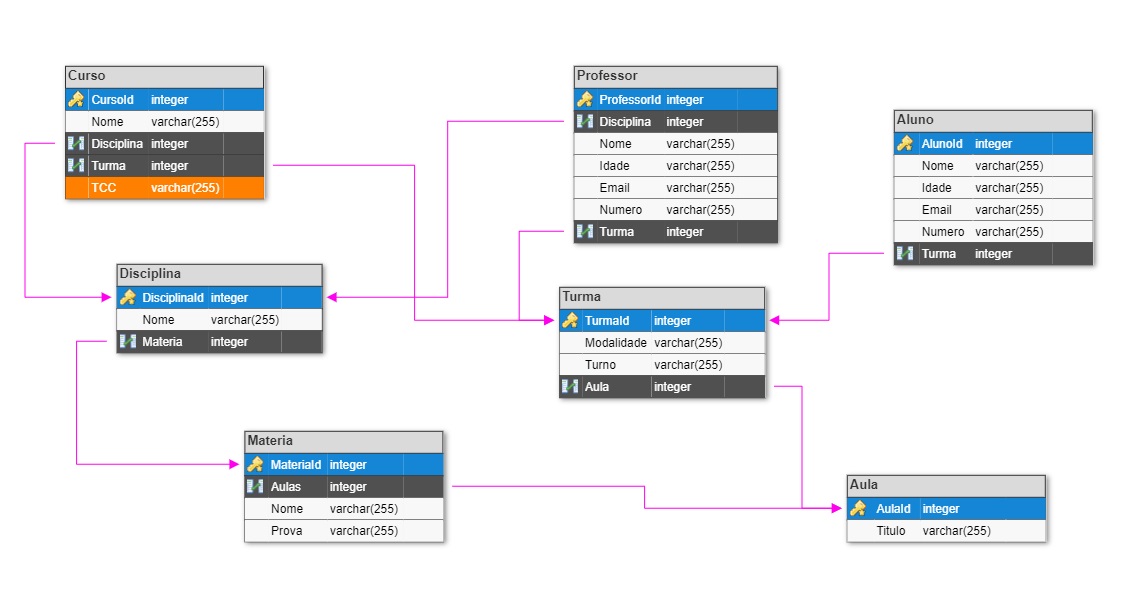 Curso
CursoId integer
Nome varchar(255)
Disciplina integer
Turma integer
TCC varchar(255)
Professor
ProfessorId integer
Disciplina integer
Nome varchar(255)
Idade varchar(255)
Email varchar(255)
Numero varchar(255)
Turma integer
Aluno
AlunoId integer
Nome varchar(255)
Idade varchar(255)
Email varchar(255)
Numero varchar(255)
Turma integer
Disciplina
DisciplinaId integer
Nome varchar(255)
Materia integer
Turma
TurmaId integer
Modalidade varchar(255)
Turno varchar(255)
Aula integer
Materia
MateriaId integer
Aulas integer
Nome varchar(255)
Prova varchar(255)
Aula
AulaId integer
Titulo varchar(255)